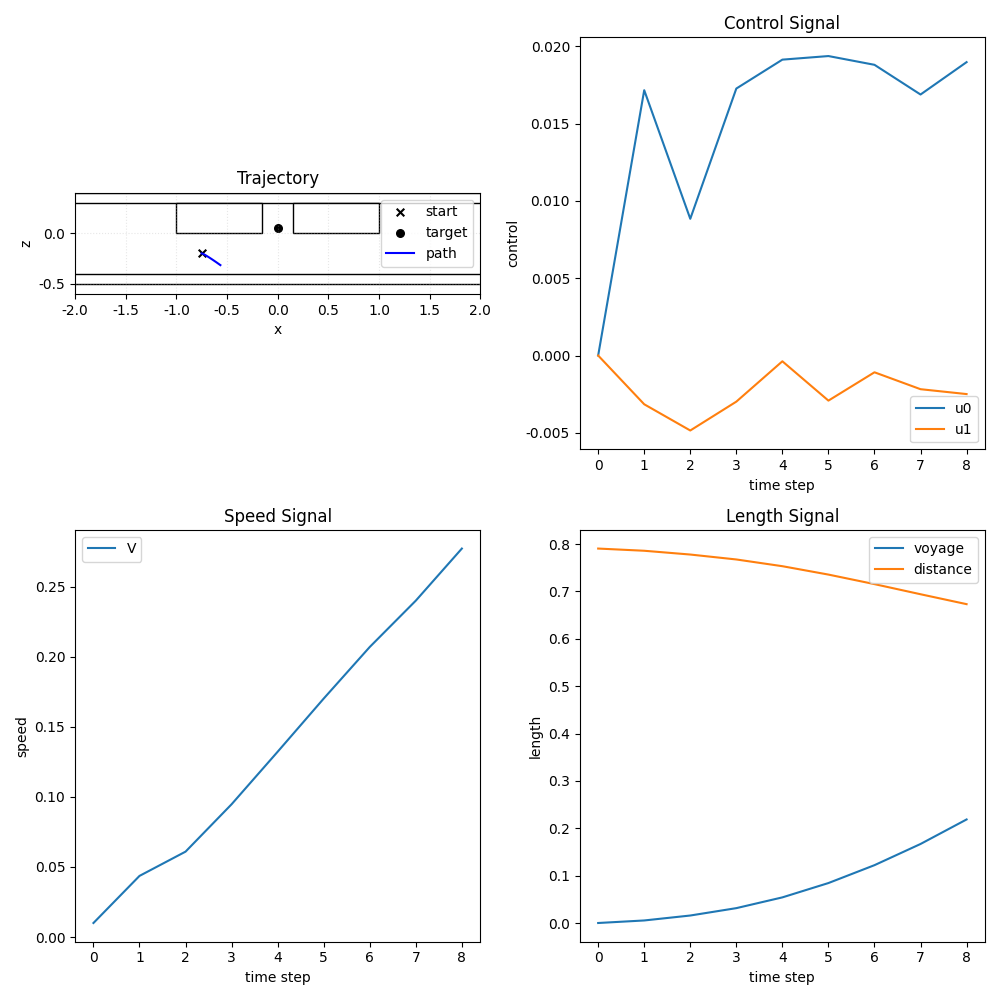 Trajectory
z
0.0
-0.5
start
target
path
-2.0 -1.5 -1.0 -0.5 0.0 0.5 1.0 1.5 2.0
x
Control Signal
control
0.020
0.015
0.010
0.005
0.000
-0.005
u0
u1
0 1 2 3 4 5 6 7 8
time step
Speed Signal
speed
V
0.25
0.20
0.15
0.10
0.05
0.00
0 1 2 3 4 5 6 7 8
time step
Length Signal
length
voyage
distance
0.8
0.7
0.6
0.5
0.4
0.3
0.2
0.1
0.0
0 1 2 3 4 5 6 7 8
time step